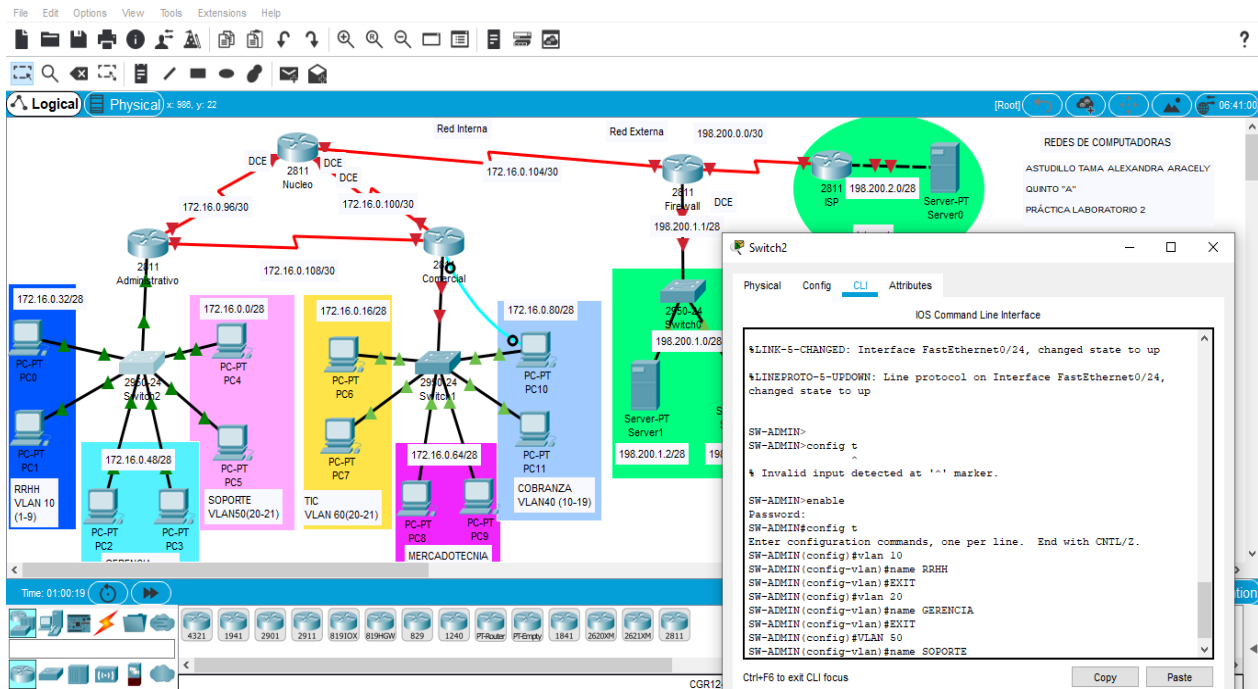 File Edit Options View Tools Extensions Help
?
Logical Physical x: 986, y: 22 [Root] 06:41:00
Red Interna
Red Externa
198.200.0.0/30
REDES DE COMPUTADORAS
ASTUDILLO TAMA ALEXANDRA ARACELY
QUINTO "A"
PRÁCTICA LABORATORIO 2
DCE
DCE
DCE
2811
Nucleo
172.16.0.104/30
172.16.0.96/30
172.16.0.100/30
2811
Firewall
DCE
198.200.1.1/28
2811
ISP
198.200.2.0/28
Server-PT
Server0
2811
Administrativo
172.16.0.108/30
2811
Comercial
172.16.0.32/28
172.16.0.0/28
172.16.0.16/28
172.16.0.80/28
PC-PT
PC0
PC-PT
PC4
PC-PT
PC6
PC-PT
PC10
2950-24
Switch2
2950-24
Switch1
2950-24
Switch0
198.200.1.0/28
Server-PT
Server1
198.200.1.2/28
PC-PT
PC1
172.16.0.48/28
PC-PT
PC5
PC-PT
PC7
172.16.0.64/28
PC-PT
PC11
RRHH
VLAN 10
(1-9)
SOPORTE
VLAN50(20-21)
TIC
VLAN 60(20-21)
COBRANZA
VLAN40 (10-19)
PC-PT
PC2
PC-PT
PC3
PC-PT
PC8
PC-PT
PC9
GERENCIA
MERCADOTECNIA
Switch2
Physical Config CLI Attributes
IOS Command Line Interface
%LINK-5-CHANGED: Interface FastEthernet0/24, changed state to up
%LINEPROTO-5-UPDOWN: Line protocol on Interface FastEthernet0/24,
changed state to up
SW-ADMIN>
SW-ADMIN>config t
^
% Invalid input detected at '^' marker.
SW-ADMIN>enable
Password:
SW-ADMIN#config t
Enter configuration commands, one per line. End with CNTL/Z.
SW-ADMIN(config)#vlan 10
SW-ADMIN(config-vlan)#name RRHH
SW-ADMIN(config-vlan)#EXIT
SW-ADMIN(config)#vlan 20
SW-ADMIN(config-vlan)#name GERENCIA
SW-ADMIN(config-vlan)#EXIT
SW-ADMIN(config)#VLAN 50
SW-ADMIN(config-vlan)#name SOPORTE
Ctrl+F6 to exit CLI focus
Copy Paste
Time: 01:00:19
4321 1941 2901 2911 819IOX 819HGW 829 1240 PT-Router PT-Empty 1841 2620XM 2621XM 2811